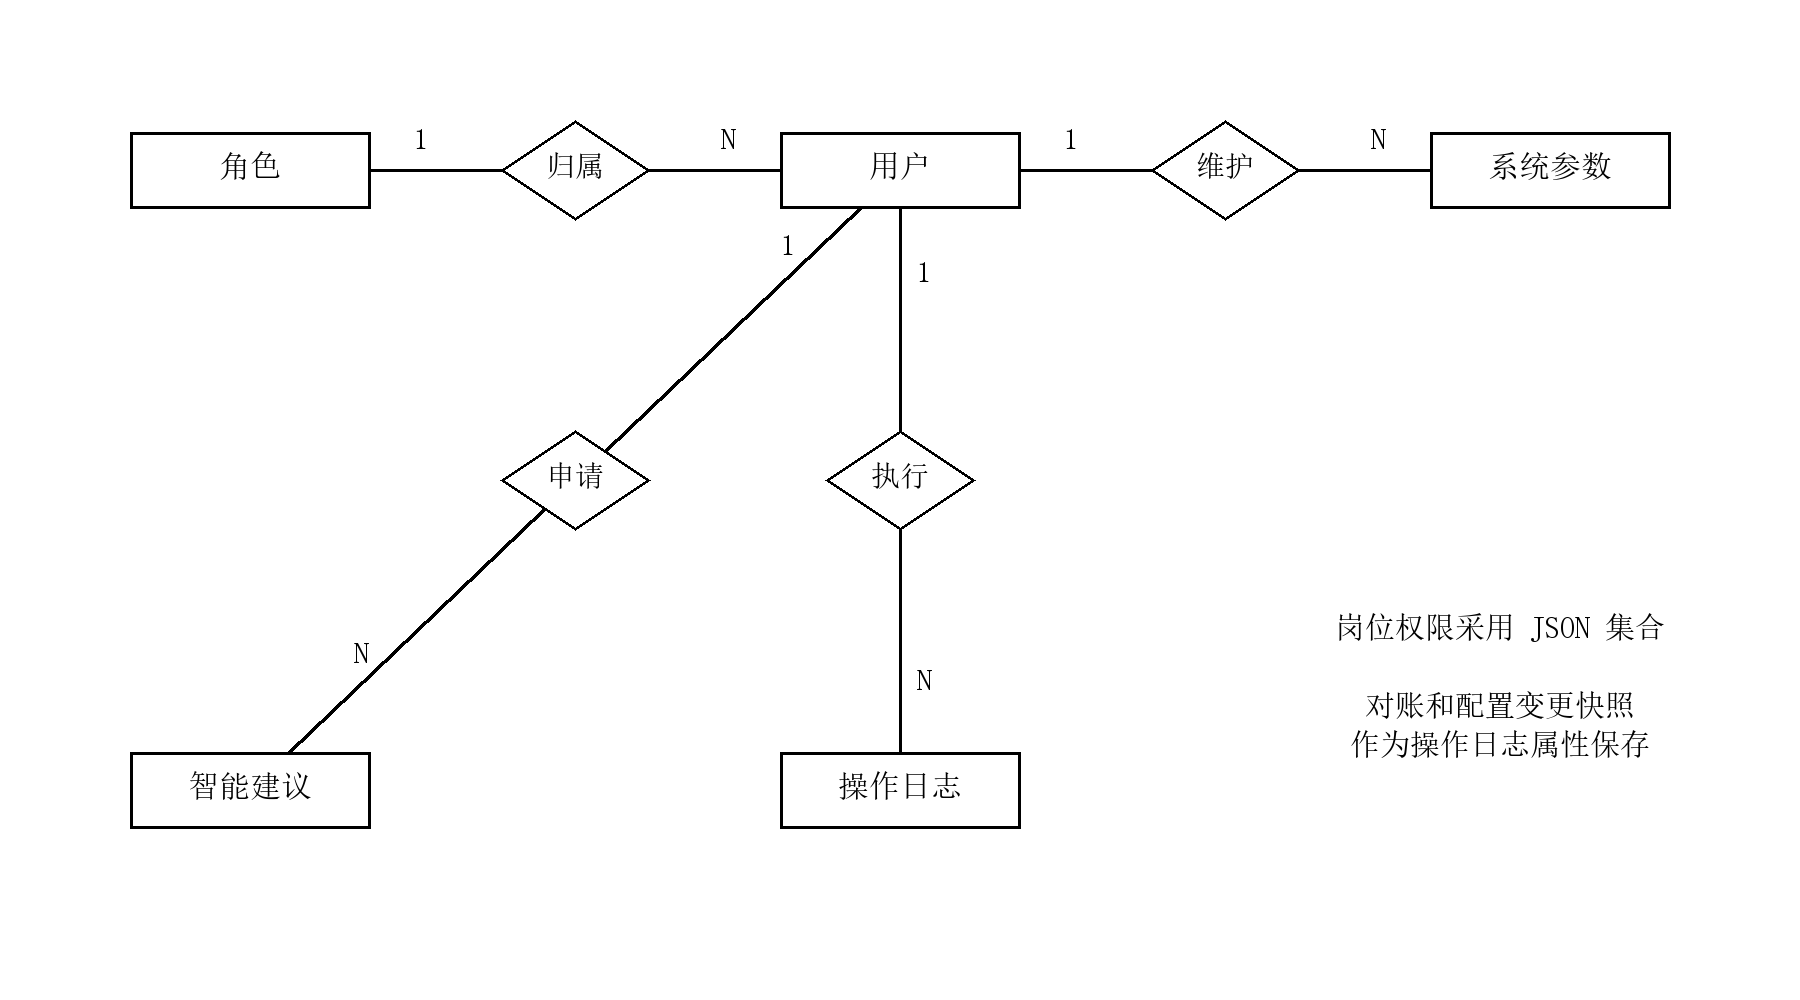 角色
1
归属
N
用户
1
维护
N
系统参数
1
1
申请
执行
N
N
智能建议
操作日志
岗位权限采用 JSON 集合
对账和配置变更快照
作为操作日志属性保存